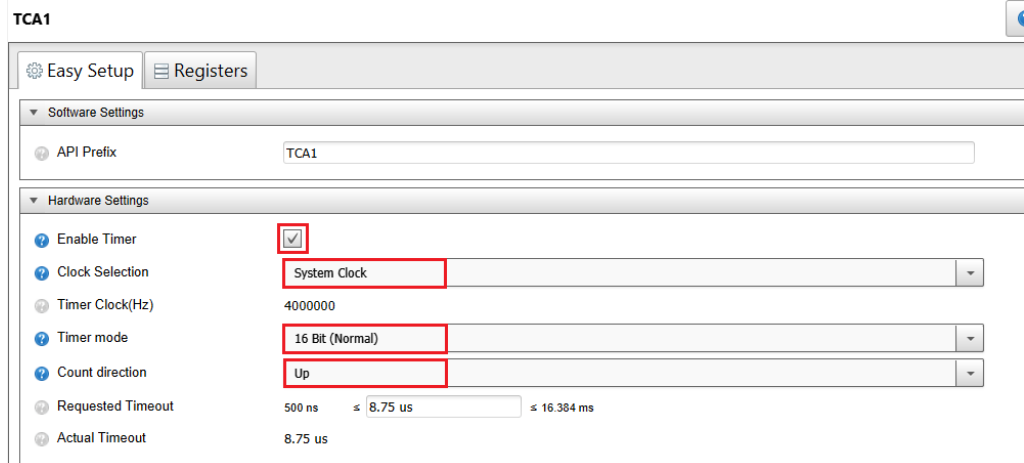 TCA1
Easy Setup Registers
Software Settings
API Prefix TCA1
Hardware Settings
Enable Timer
Clock Selection System Clock
Timer Clock(Hz) 4000000
Timer mode 16 Bit (Normal)
Count direction Up
Requested Timeout 500 ns ≤ 8.75 us ≤ 16.384 ms
Actual Timeout 8.75 us